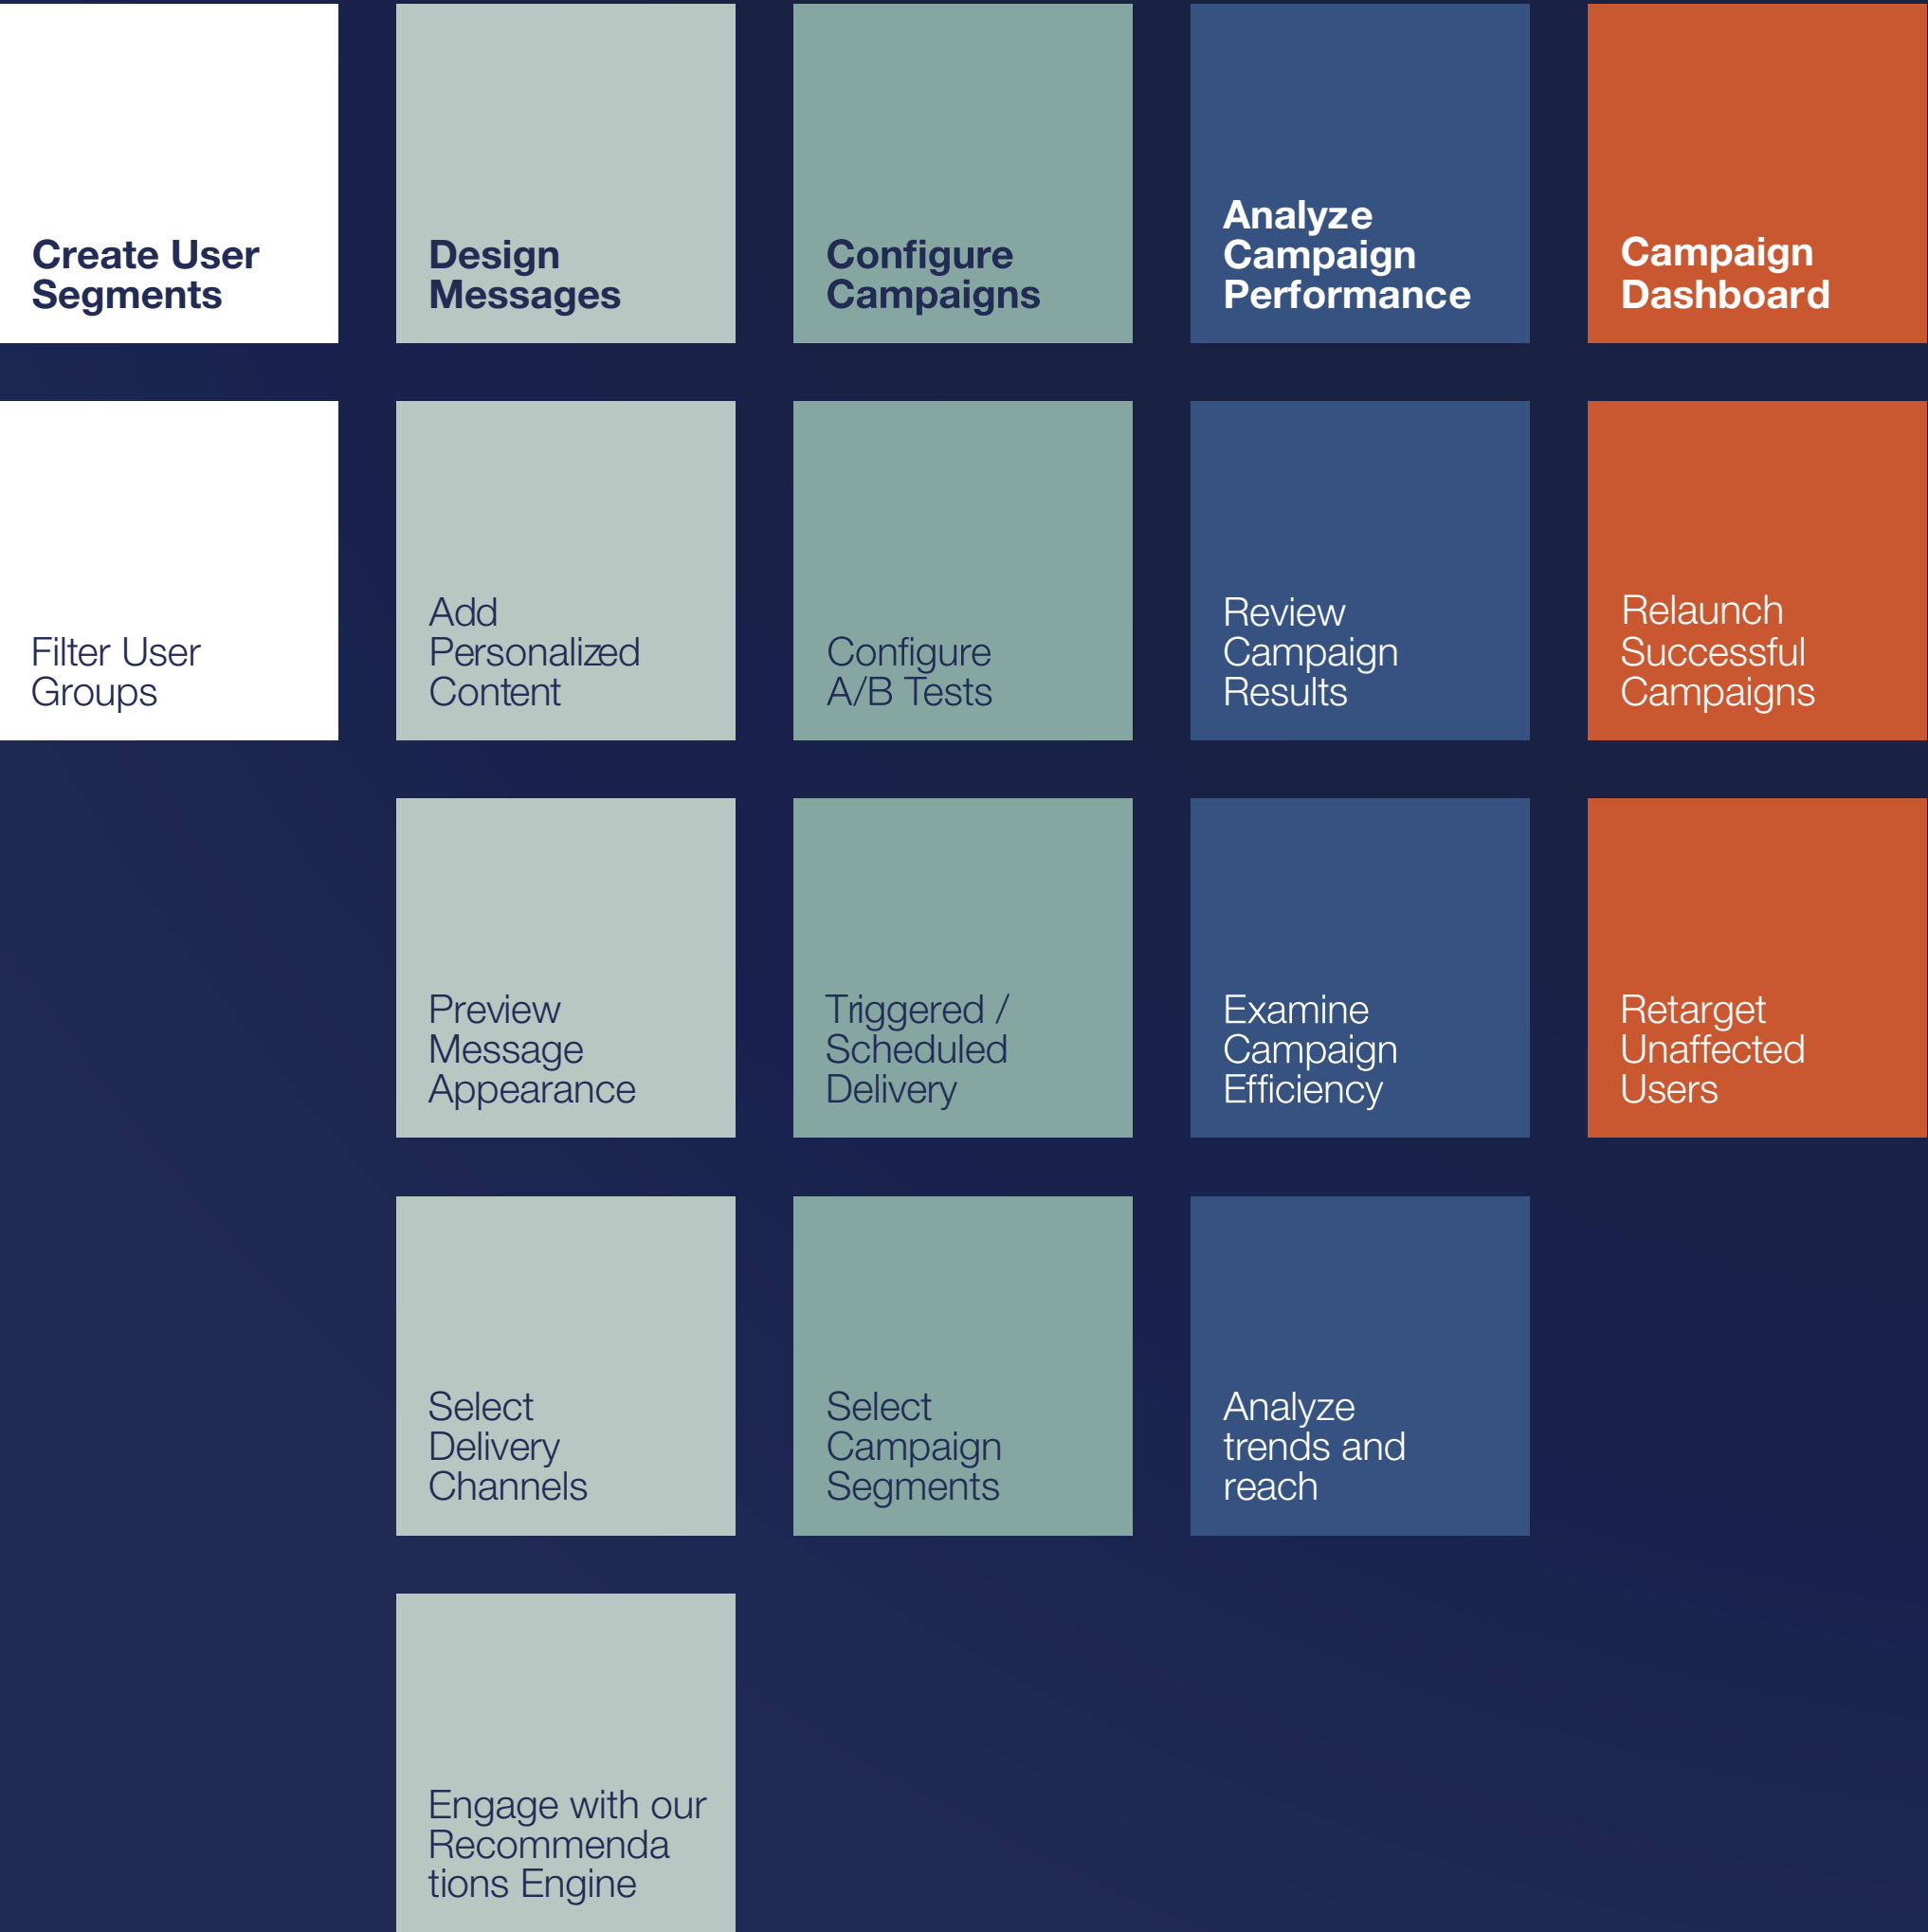 Create User
Segments
Design
Messages
Configure
Campaigns
Analyze
Campaign
Performance
Campaign
Dashboard
Filter User
Groups
Add
Personalized
Content
Configure
A/B Tests
Review
Campaign
Results
Relaunch
Successful
Campaigns
Preview
Message
Appearance
Triggered /
Scheduled
Delivery
Examine
Campaign
Efficiency
Retarget
Unaffected
Users
Select
Delivery
Channels
Select
Campaign
Segments
Analyze
trends and
reach
Engage with our
Recommenda
tions Engine